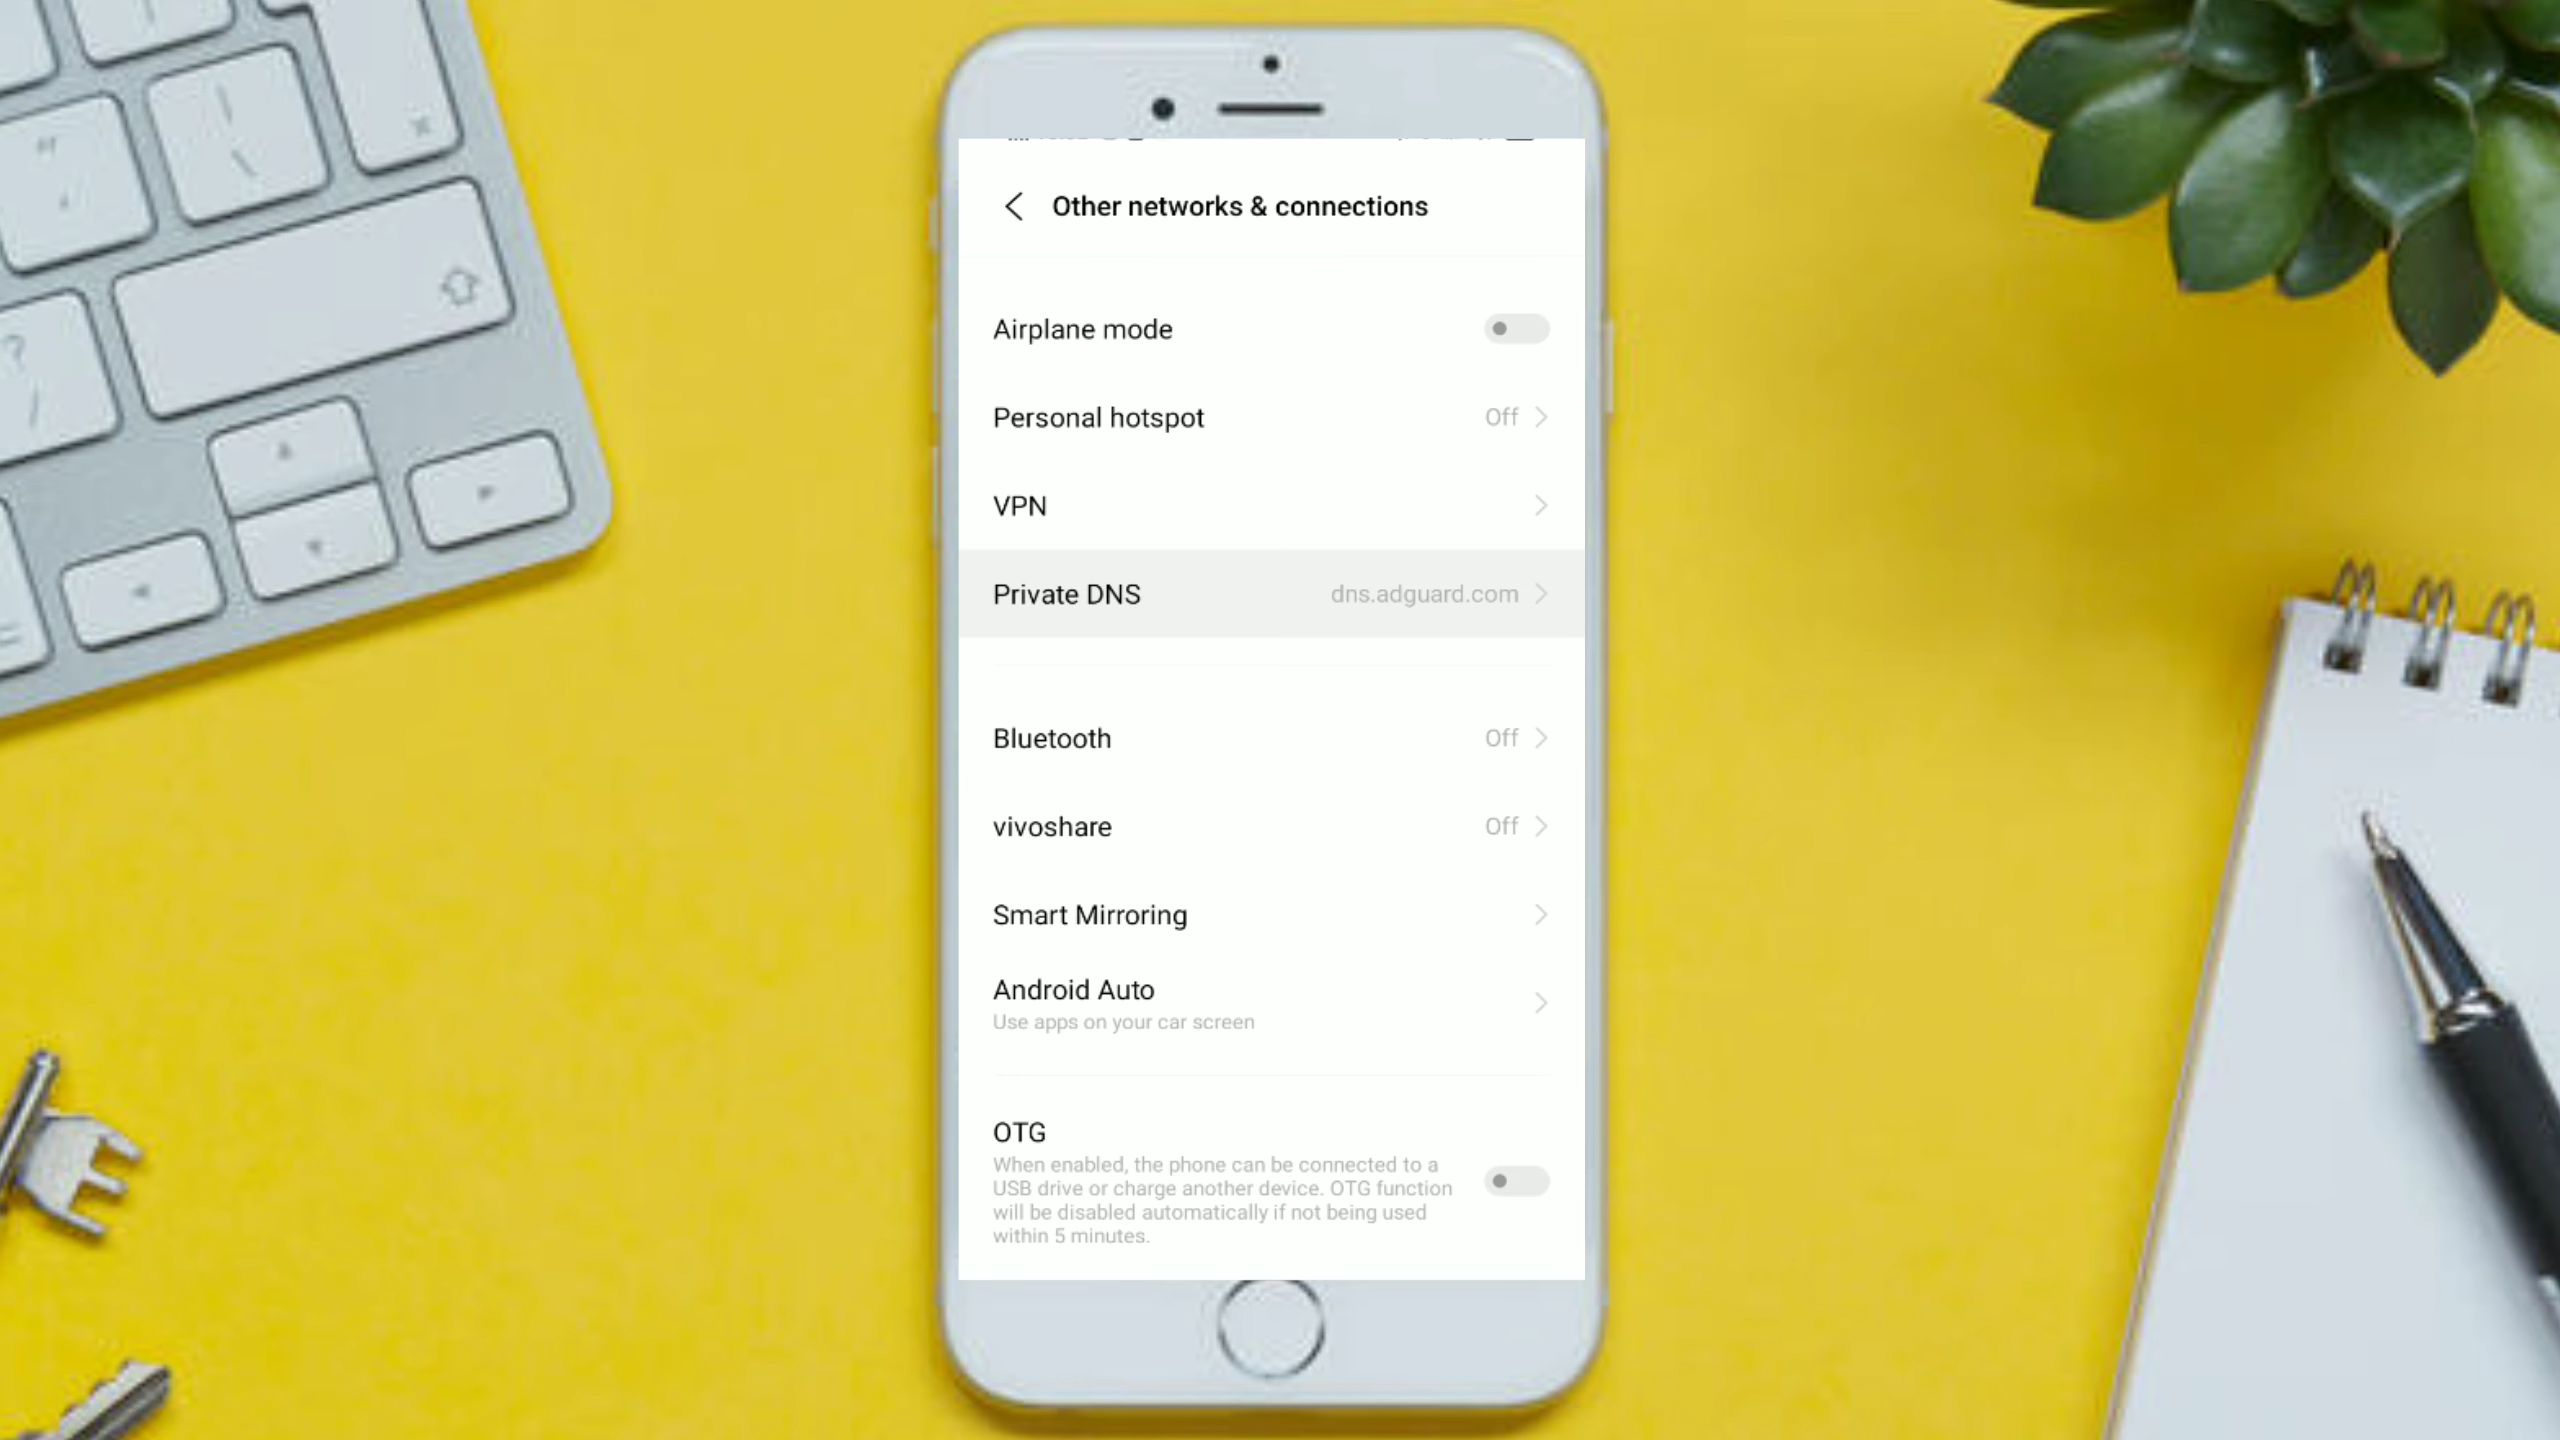 Other networks & connections
Airplane mode
Personal hotspot Off
VPN
Private DNS dns.adguard.com
Bluetooth Off
vivoshare Off
Smart Mirroring
Android Auto
Use apps on your car screen
OTG
When enabled, the phone can be connected to a
USB drive or charge another device. OTG function
will be disabled automatically if not being used
within 5 minutes.